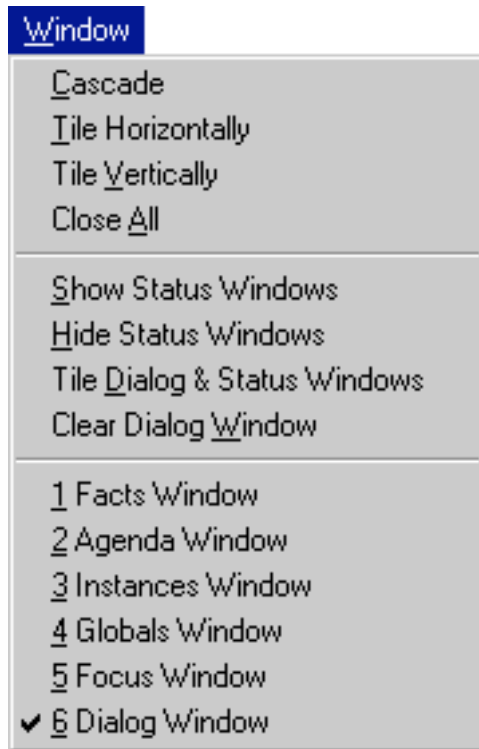 Window
Cascade
Tile Horizontally
Tile Vertically
Close All
Show Status Windows
Hide Status Windows
Tile Dialog & Status Windows
Clear Dialog Window
1 Facts Window
2 Agenda Window
3 Instances Window
4 Globals Window
5 Focus Window
6 Dialog Window